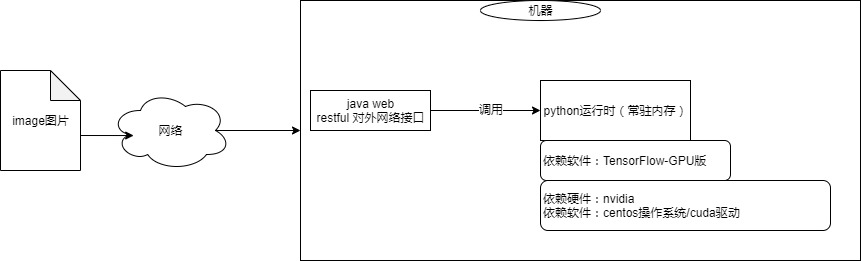 机器
image图片
网络
java web
restful 对外网络接口
调用
python运行时（常驻内存）
依赖软件：TensorFlow-GPU版
依赖硬件：nvidia
依赖软件：centos操作系统/cuda驱动